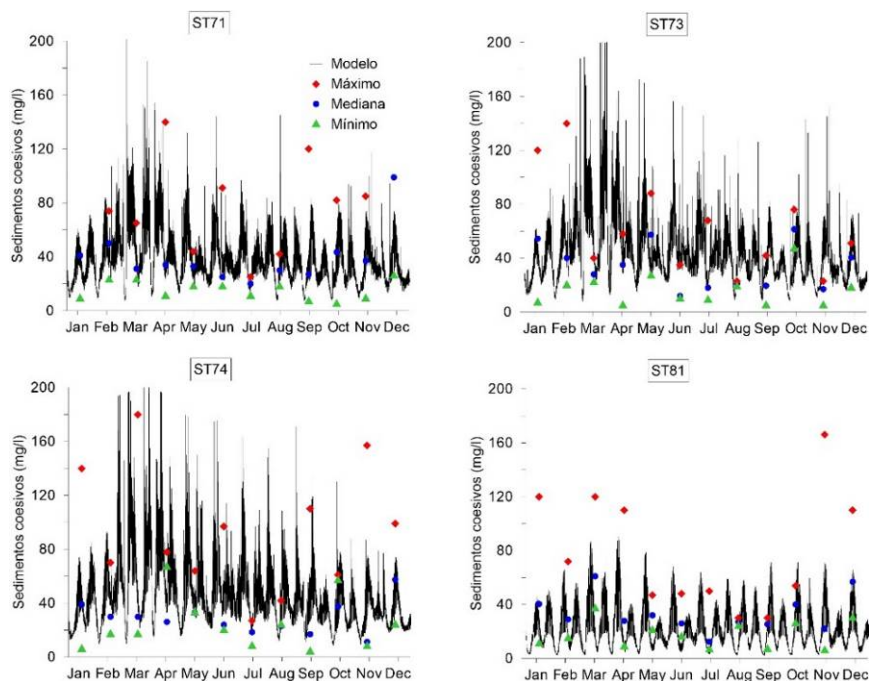 ST71
Sedimentos coesivos (mg/l)
200
160
120
80
40
0
Modelo
Máximo
Mediana
Mínimo
Jan Feb Mar Apr May Jun Jul Aug Sep Oct Nov Dec
ST73
Sedimentos coesivos (mg/l)
200
160
120
80
40
0
Jan Feb Mar Apr May Jun Jul Aug Sep Oct Nov Dec
ST74
Sedimentos coesivos (mg/l)
200
160
120
80
40
0
Jan Feb Mar Apr May Jun Jul Aug Sep Oct Nov Dec
ST81
Sedimentos coesivos (mg/l)
200
160
120
80
40
0
Jan Feb Mar Apr May Jun Jul Aug Sep Oct Nov Dec